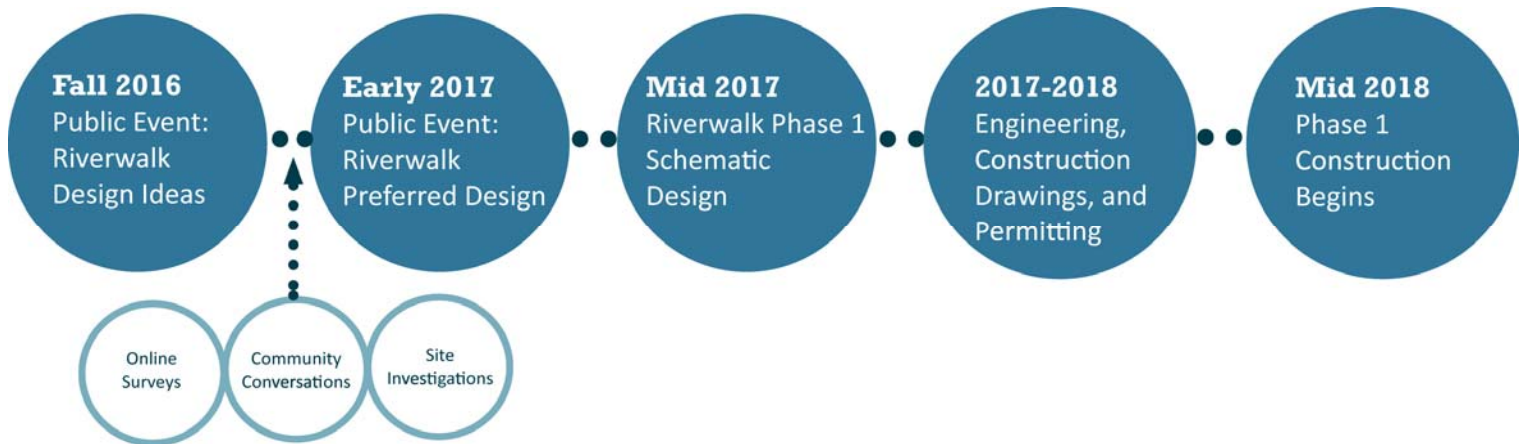 Fall 2016
Public Event:
Riverwalk
Design Ideas
Early 2017
Public Event:
Riverwalk
Preferred Design
Mid 2017
Riverwalk Phase 1
Schematic
Design
2017-2018
Engineering,
Construction
Drawings, and
Permitting
Mid 2018
Phase 1
Construction
Begins
Online
Surveys
Community
Conversations
Site
Investigations